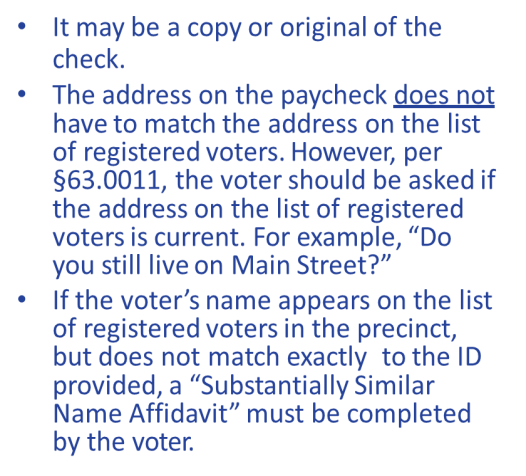 • It may be a copy or original of the
check.
• The address on the paycheck does not
have to match the address on the list
of registered voters. However, per
§63.0011, the voter should be asked if
the address on the list of registered
voters is current. For example, “Do
you still live on Main Street?”
• If the voter’s name appears on the list
of registered voters in the precinct,
but does not match exactly  to the ID
provided, a “Substantially Similar
Name Affidavit” must be completed
by the voter.